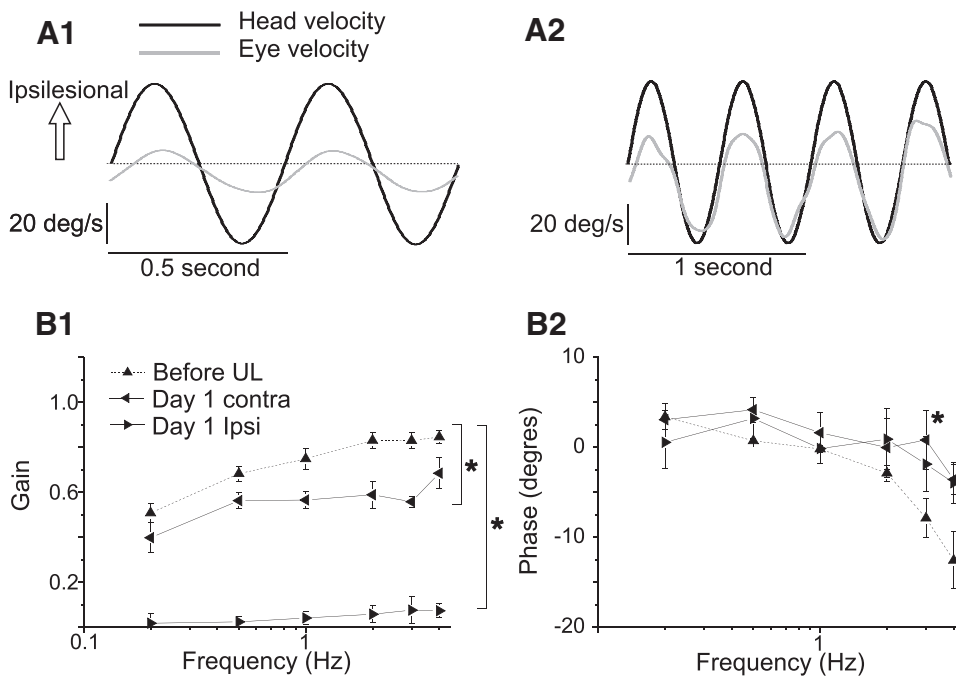 A1
Head velocity
Eye velocity
Ipsilesional
20 deg/s
0.5 second
A2
20 deg/s
1 second
B1
Before UL
Day 1 contra
Day 1 Ipsi
1.0
0.6
0.2
Gain
*
*
0.1
1
Frequency (Hz)
B2
10
0
-10
-20
Phase (degres)
*
1
Frequency (Hz)